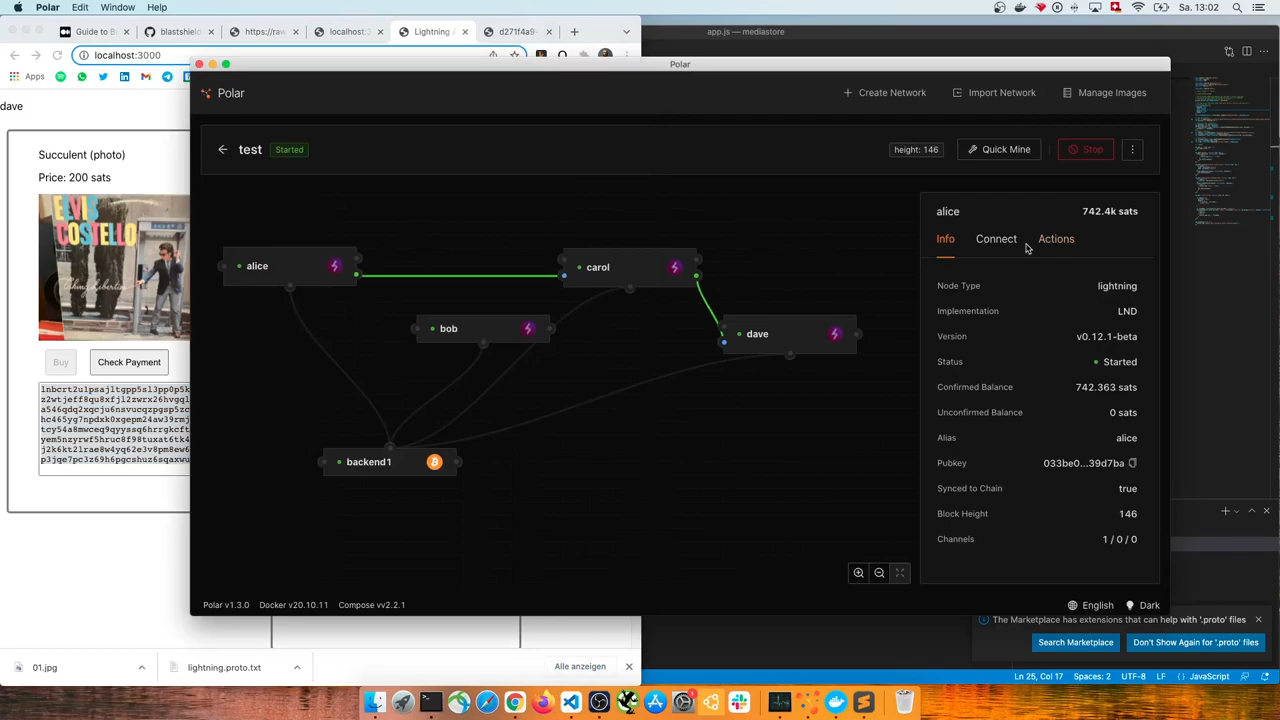 Polar Edit Window Help
Sa. 13:02
Guide to B
blastshield
https://raw
localhost:3000
Lightning
d271f4a9-
app.js — mediastore
localhost:3000
Apps
Polar
dave
Polar
Create Network
Import Network
Manage Images
test
Started
height: 146
Quick Mine
Stop
Succulent (photo)
Price: 200 sats
ELVIS
COSTELLO
Taking Liberties
Buy
Check Payment
alice
carol
bob
dave
backend1
alice
742.4k sats
Info
Connect
Actions
Node Type
lightning
Implementation
LND
Version
v0.12.1-beta
Status
Started
Confirmed Balance
742.363 sats
Unconfirmed Balance
0 sats
Alias
alice
Pubkey
033be0...39d7ba
Synced to Chain
true
Block Height
146
Channels
1 / 0 / 0
Polar v1.3.0 Docker v20.10.11 Compose vv2.2.1
English
Dark
The Marketplace has extensions that can help with '.proto' files
Search Marketplace
Don't Show Again for '.proto' files
01.jpg
lightning.proto.txt
Alle anzeigen
Ln 25, Col 17 Spaces: 2 UTF-8 LF JavaScript